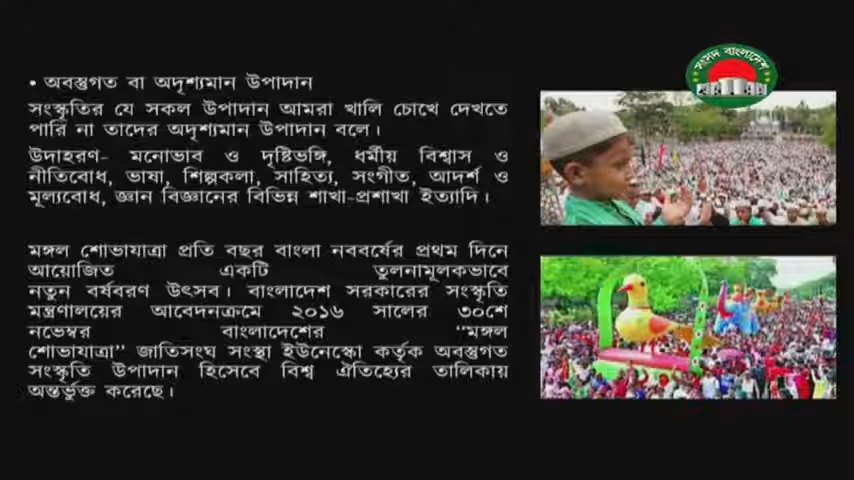 সংসদ বাংলাদেশ
• অবস্তুগত বা অদৃশ্যমান উপাদান
সংস্কৃতির যে সকল উপাদান আমরা খালি চোখে দেখতে
পারি না তাদের অদৃশ্যমান উপাদান বলে।
উদাহরণ- মনোভাব ও দৃষ্টিভঙ্গি, ধর্মীয় বিশ্বাস ও
নীতিবোধ, ভাষা, শিল্পকলা, সাহিত্য, সংগীত, আদর্শ ও
মূল্যবোধ, জ্ঞান বিজ্ঞানের বিভিন্ন শাখা-প্রশাখা ইত্যাদি।
মঙ্গল শোভাযাত্রা প্রতি বছর বাংলা নববর্ষের প্রথম দিনে
আয়োজিত একটি তুলনামূলকভাবে
নতুন বর্ষবরণ উৎসব। বাংলাদেশ সরকারের সংস্কৃতি
মন্ত্রণালয়ের আবেদনক্রমে ২০১৬ সালের ৩০শে
নভেম্বর বাংলাদেশের "মঙ্গল
শোভাযাত্রা" জাতিসংঘ সংস্থা ইউনেস্কো কর্তৃক অবস্তুগত
সংস্কৃতি উপাদান হিসেবে বিশ্ব ঐতিহ্যের তালিকায়
অন্তর্ভুক্ত করেছে।